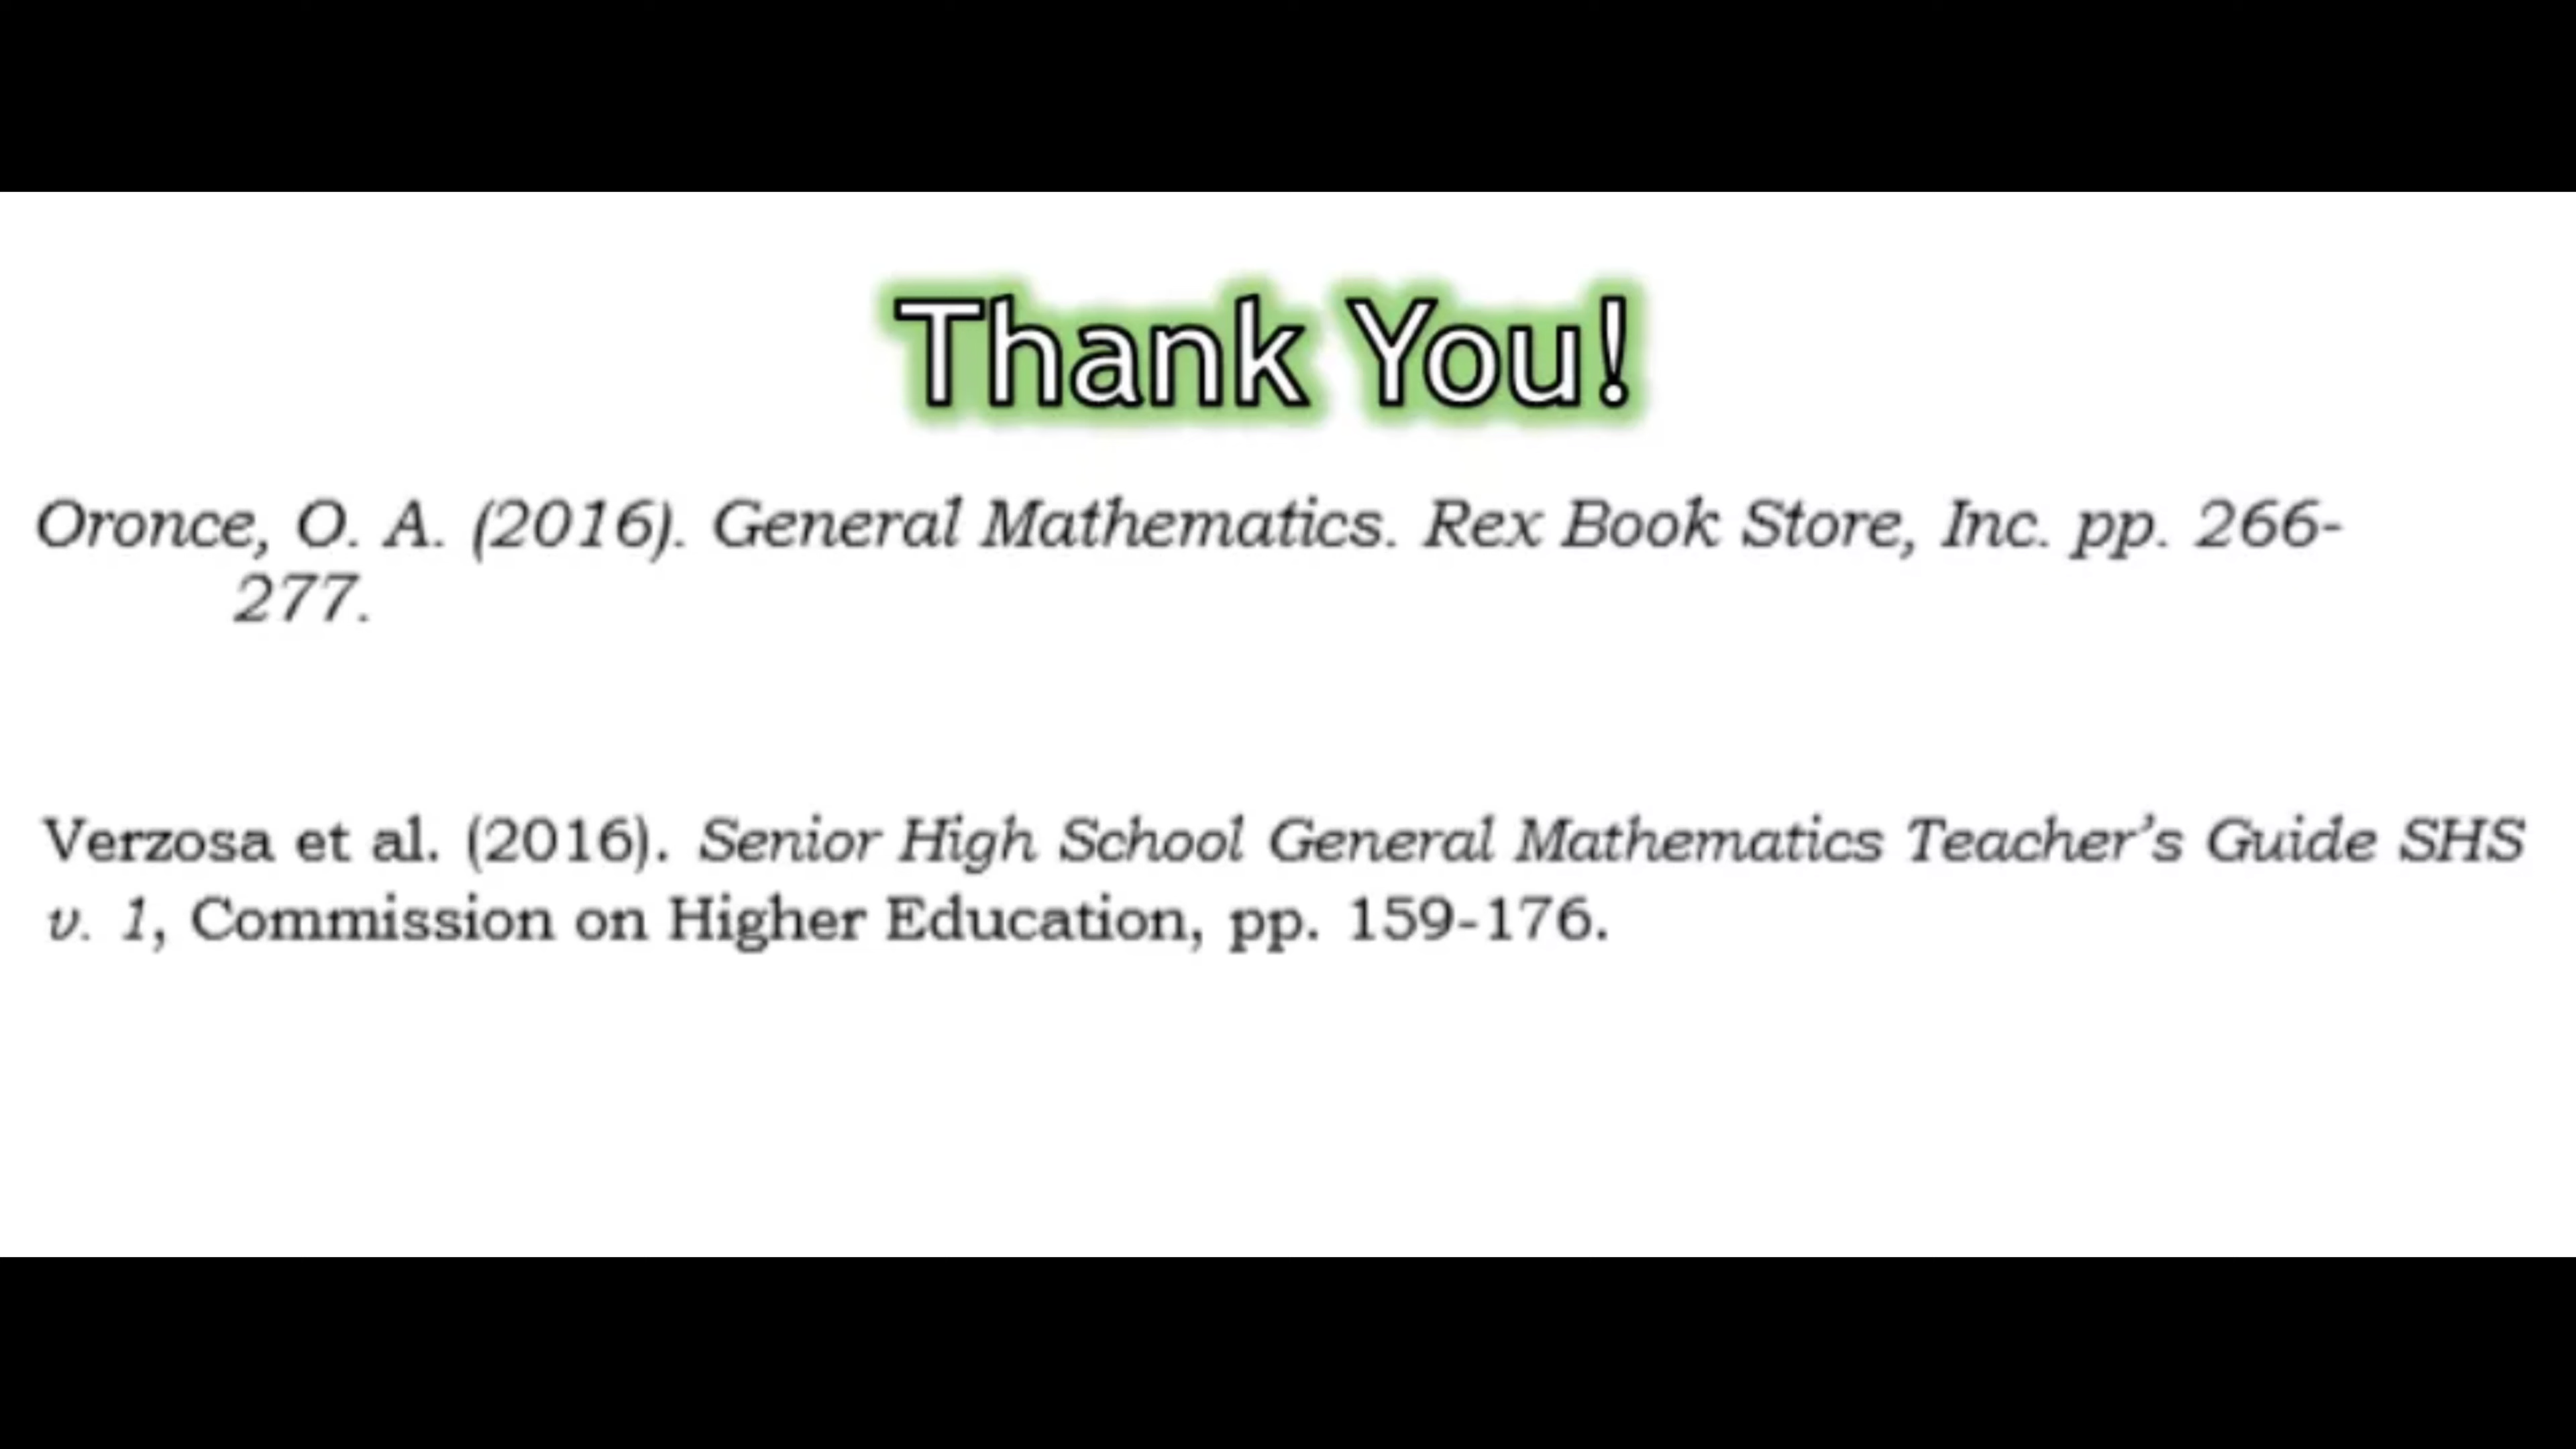 Thank You!
Oronce, O. A. (2016). General Mathematics. Rex Book Store, Inc. pp. 266-
277.
Verzosa et al. (2016). Senior High School General Mathematics Teacher’s Guide SHS
v. 1, Commission on Higher Education, pp. 159-176.